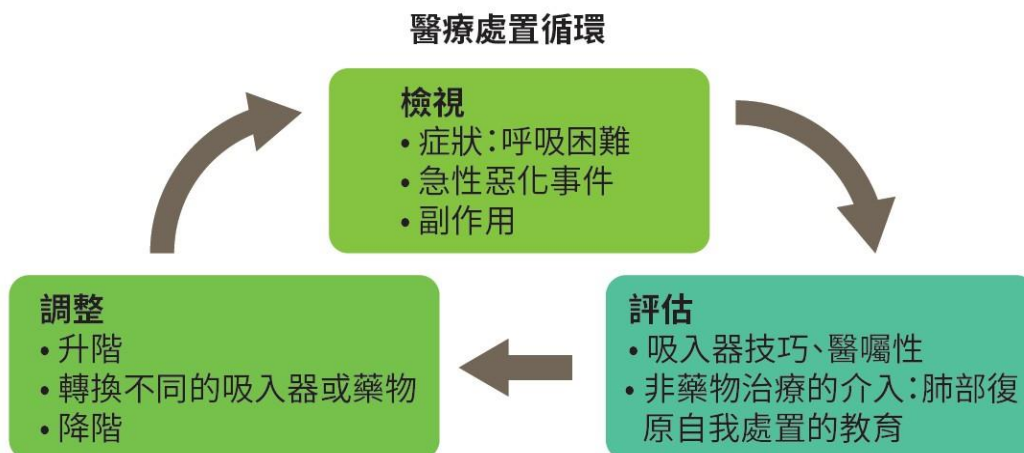 醫療處置循環
檢視
• 症狀：呼吸困難
• 急性惡化事件
• 副作用
評估
• 吸入器技巧、醫囑性
• 非藥物治療的介入：肺部復
原自我處置的教育
調整
• 升階
• 轉換不同的吸入器或藥物
• 降階